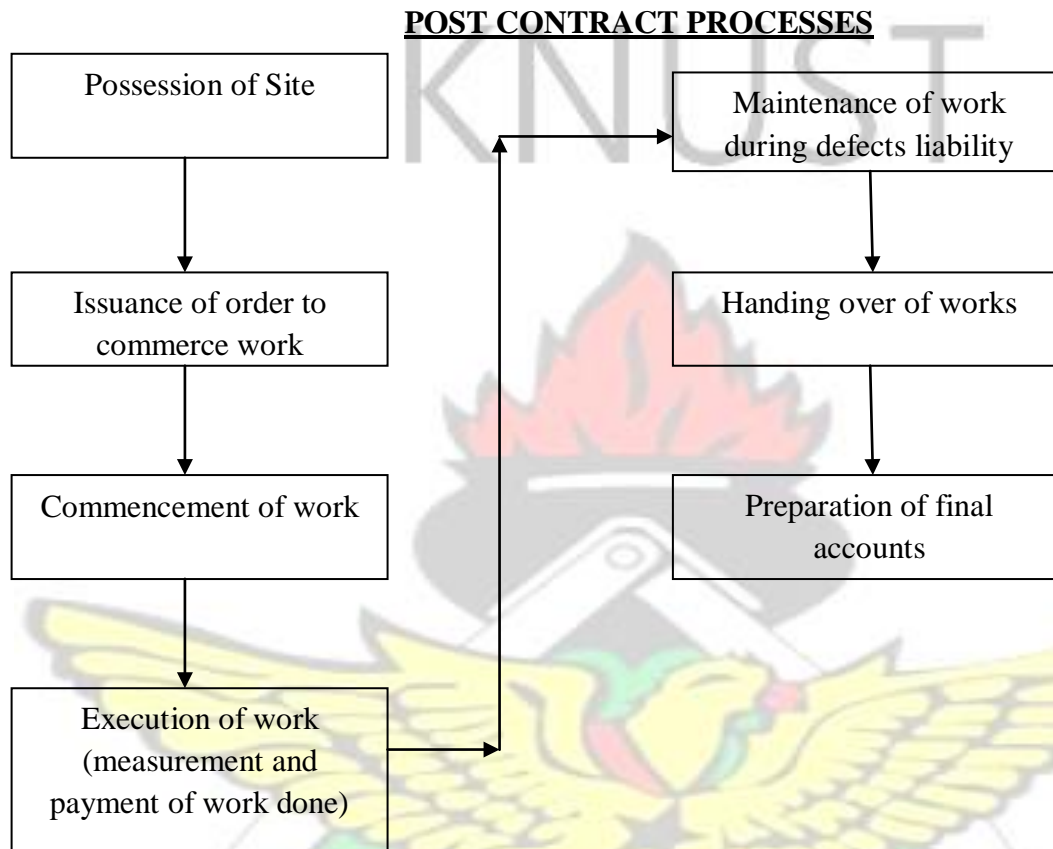 POST CONTRACT PROCESSES
KNUST
Possession of Site
Issuance of order to
commerce work
Commencement of work
Execution of work
(measurement and
payment of work done)
Maintenance of work
during defects liability
Handing over of works
Preparation of final
accounts